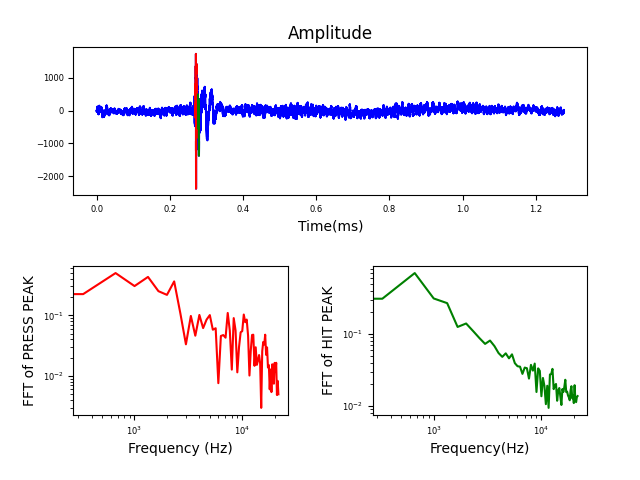 Amplitude
1000
0
−1000
−2000
0.0 0.2 0.4 0.6 0.8 1.0 1.2
Time(ms)
FFT of PRESS PEAK
10⁻¹
10⁻²
10³ 10⁴
Frequency (Hz)
FFT of HIT PEAK
10⁻¹
10⁻²
10³ 10⁴
Frequency(Hz)